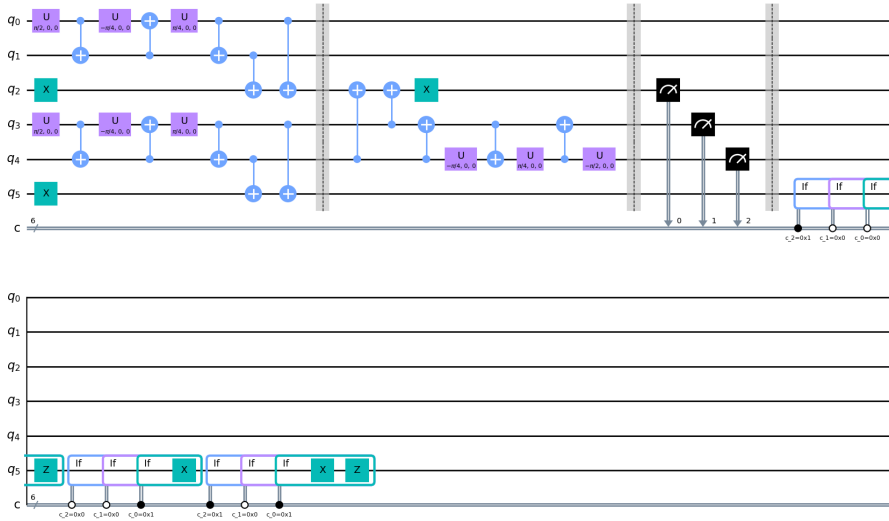 q0 U π/2, 0, 0 U −π/4, 0, 0 U π/4, 0, 0
q1
q2 X X
q3 U π/2, 0, 0 U −π/4, 0, 0 U π/4, 0, 0
q4 U −π/4, 0, 0 U π/4, 0, 0 U −π/2, 0, 0
q5 X If If If
c 6 0 1 2
c_2=0x1 c_1=0x0 c_0=0x0
q0
q1
q2
q3
q4
q5 Z If If If X If If If X Z
c 6
c_2=0x0 c_1=0x0 c_0=0x1 c_2=0x1 c_1=0x0 c_0=0x1